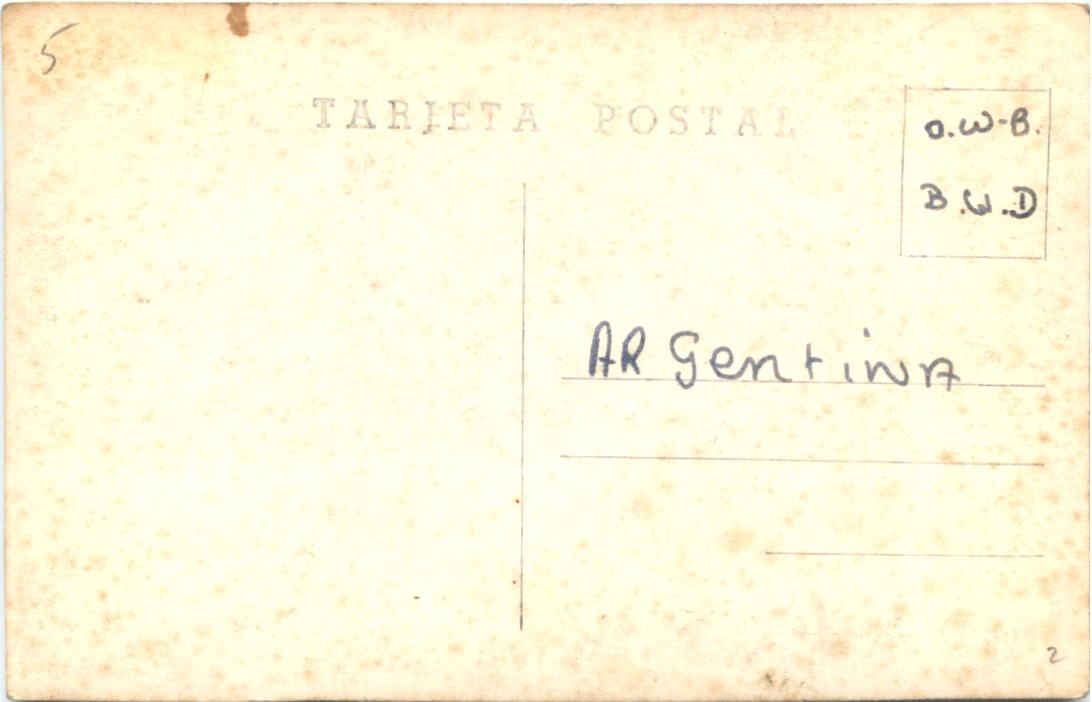 5
TARJETA POSTAL
O.W-B.
B.W.D
ARGentina
2